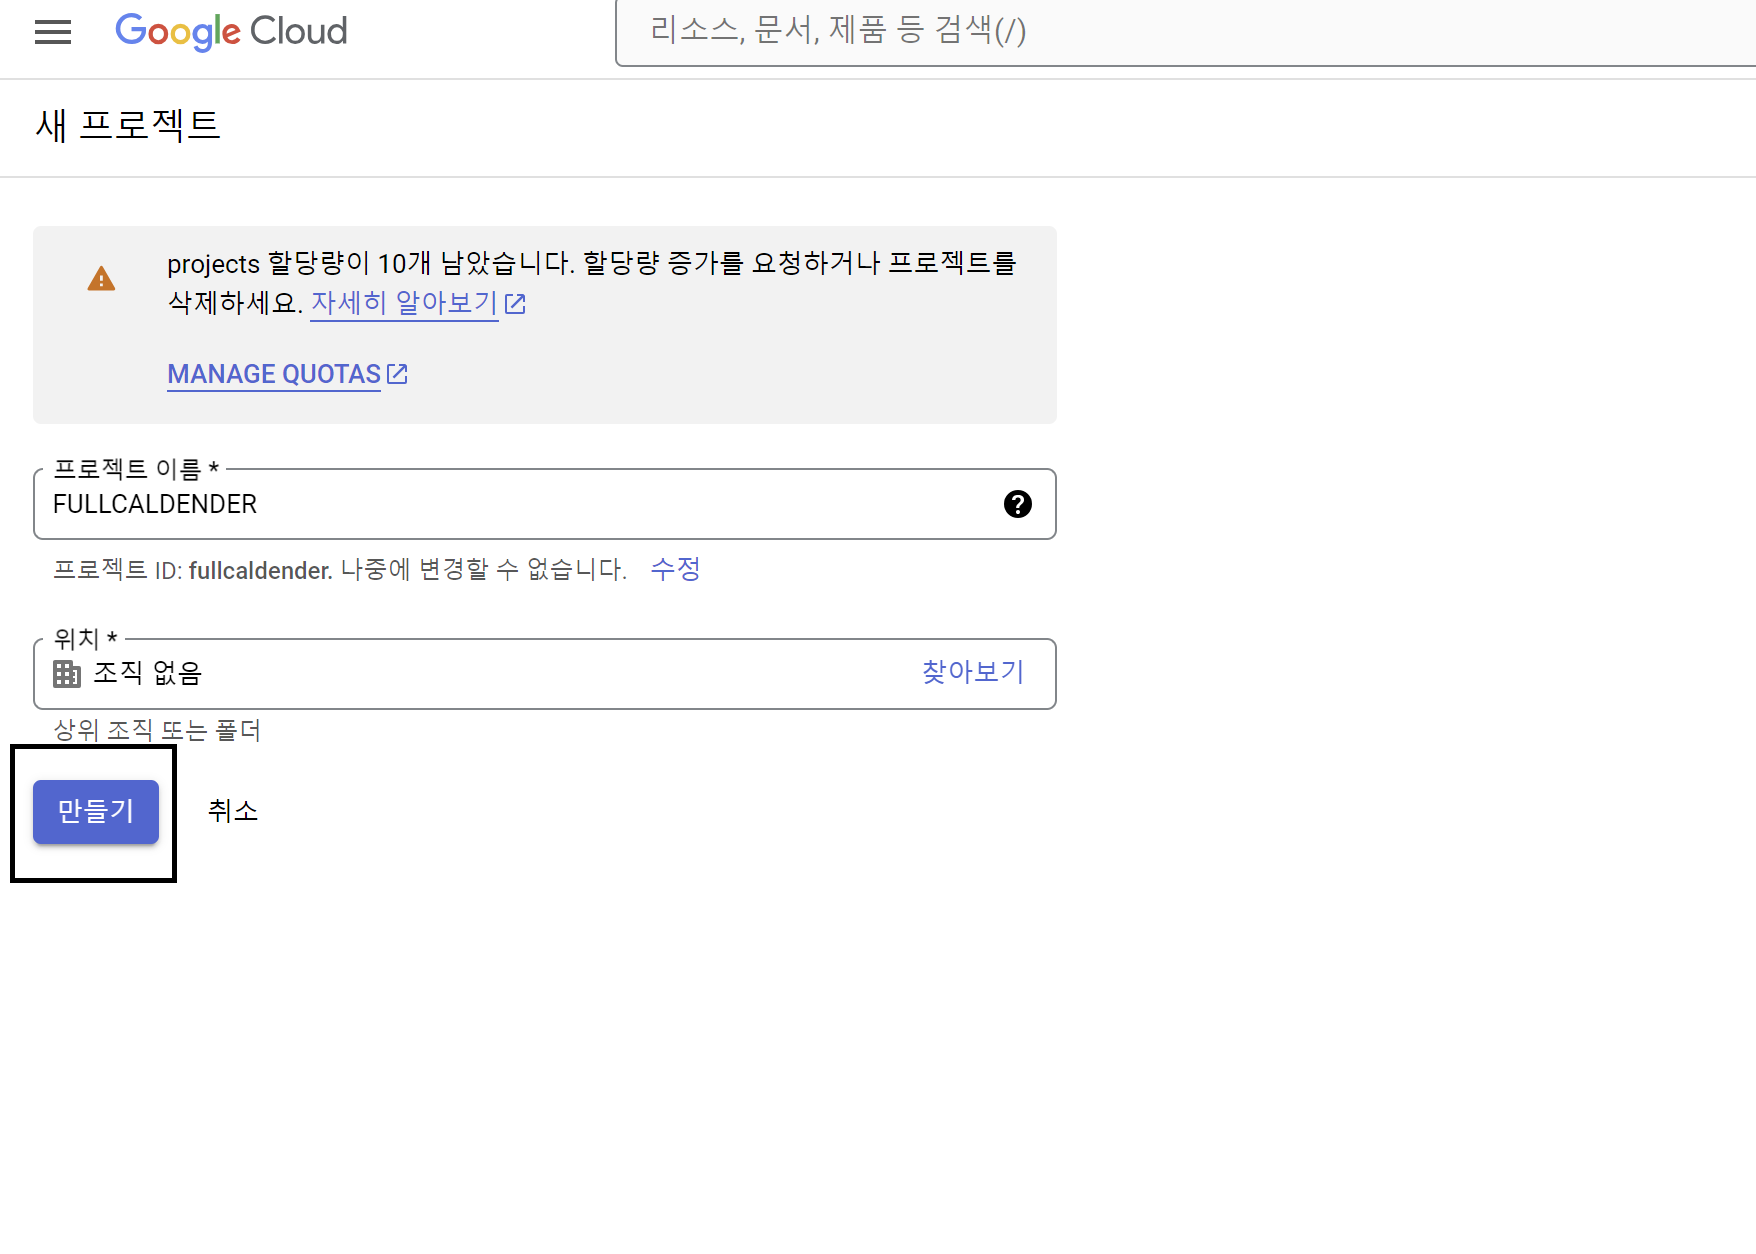 Google Cloud
리소스, 문서, 제품 등 검색(/)
새 프로젝트
projects 할당량이 10개 남았습니다. 할당량 증가를 요청하거나 프로젝트를
삭제하세요. 자세히 알아보기
MANAGE QUOTAS
프로젝트 이름 *
FULLCALDENDER
프로젝트 ID: fullcaldender. 나중에 변경할 수 없습니다. 수정
위치 *
조직 없음 찾아보기
상위 조직 또는 폴더
만들기 취소